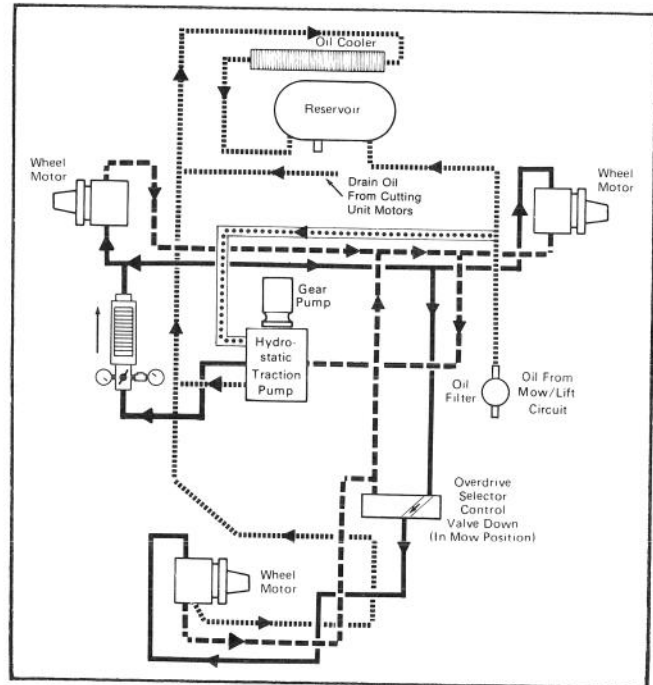 Oil Cooler
Reservoir
Wheel
Motor
Wheel
Motor
Drain Oil
From Cutting
Unit Motors
Gear
Pump
Hydro-
static
Traction
Pump
Oil
Filter
Oil From
Mow/Lift
Circuit
Overdrive
Selector
Control
Valve Down
(In Mow Position)
Wheel
Motor